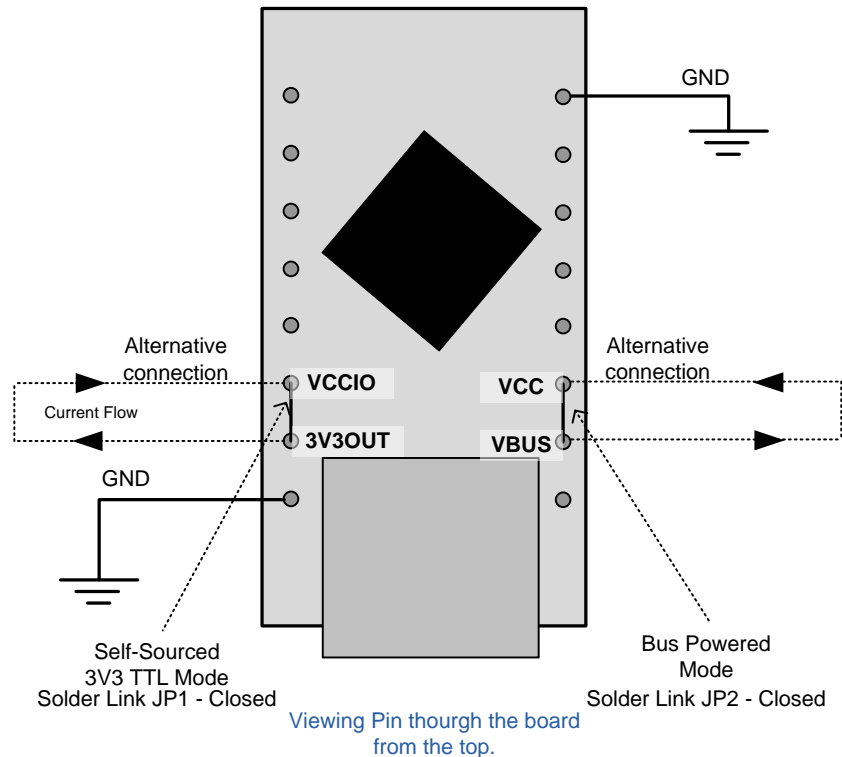 GND
Alternative
connection
Alternative
connection
VCCIO
VCC
Current Flow
3V3OUT
VBUS
GND
Self-Sourced
3V3 TTL Mode
Solder Link JP1 - Closed
Bus Powered
Mode
Solder Link JP2 - Closed
Viewing Pin thourgh the board
from the top.